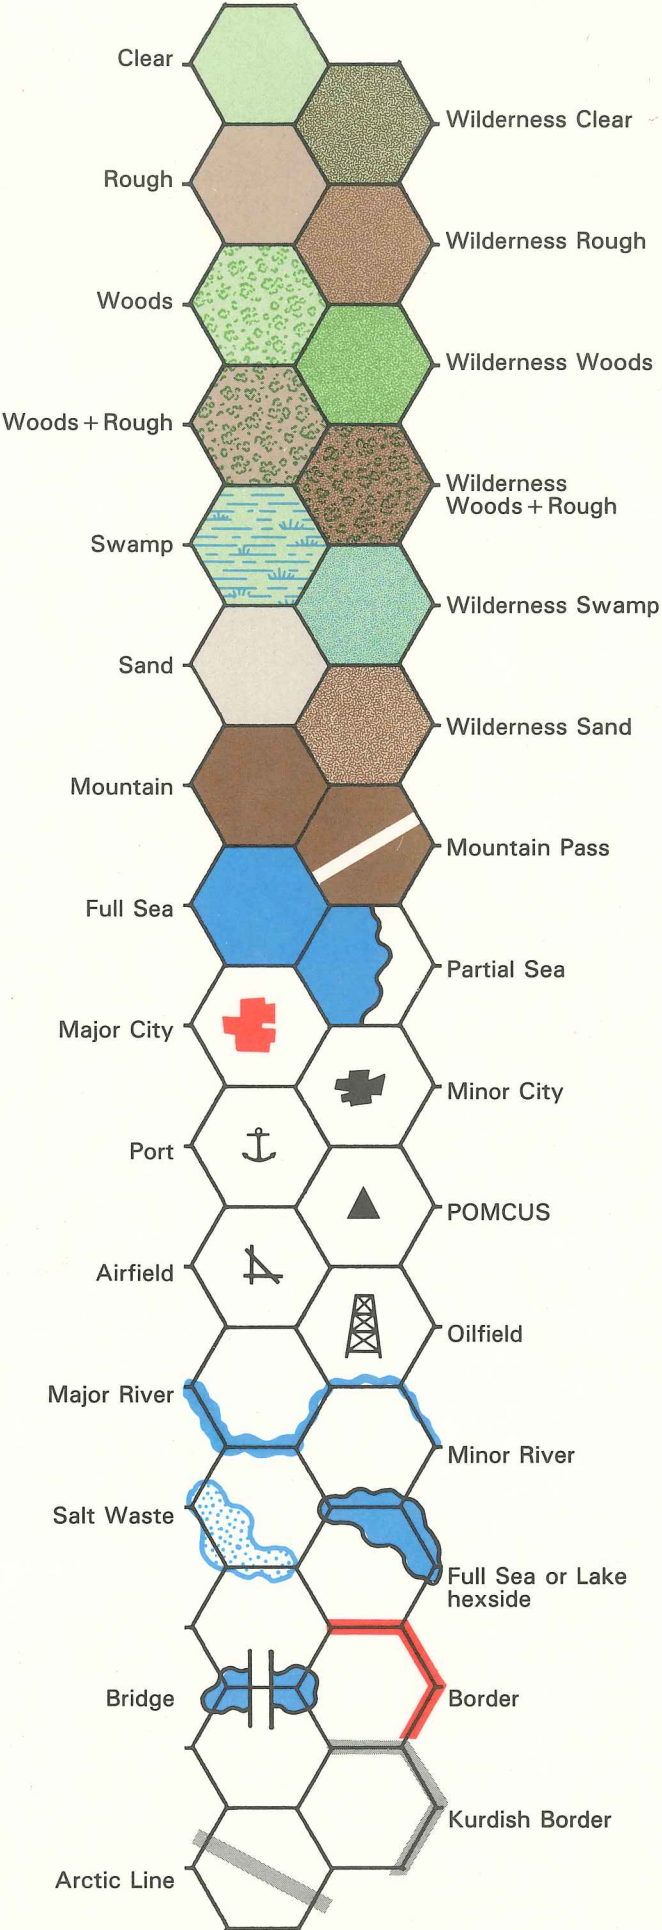 Clear
Wilderness Clear
Rough
Wilderness Rough
Woods
Wilderness Woods
Woods + Rough
Wilderness
Woods + Rough
Swamp
Wilderness Swamp
Sand
Wilderness Sand
Mountain
Mountain Pass
Full Sea
Partial Sea
Major City
Minor City
Port
POMCUS
Airfield
Oilfield
Major River
Minor River
Salt Waste
Full Sea or Lake
hexside
Bridge
Border
Kurdish Border
Arctic Line